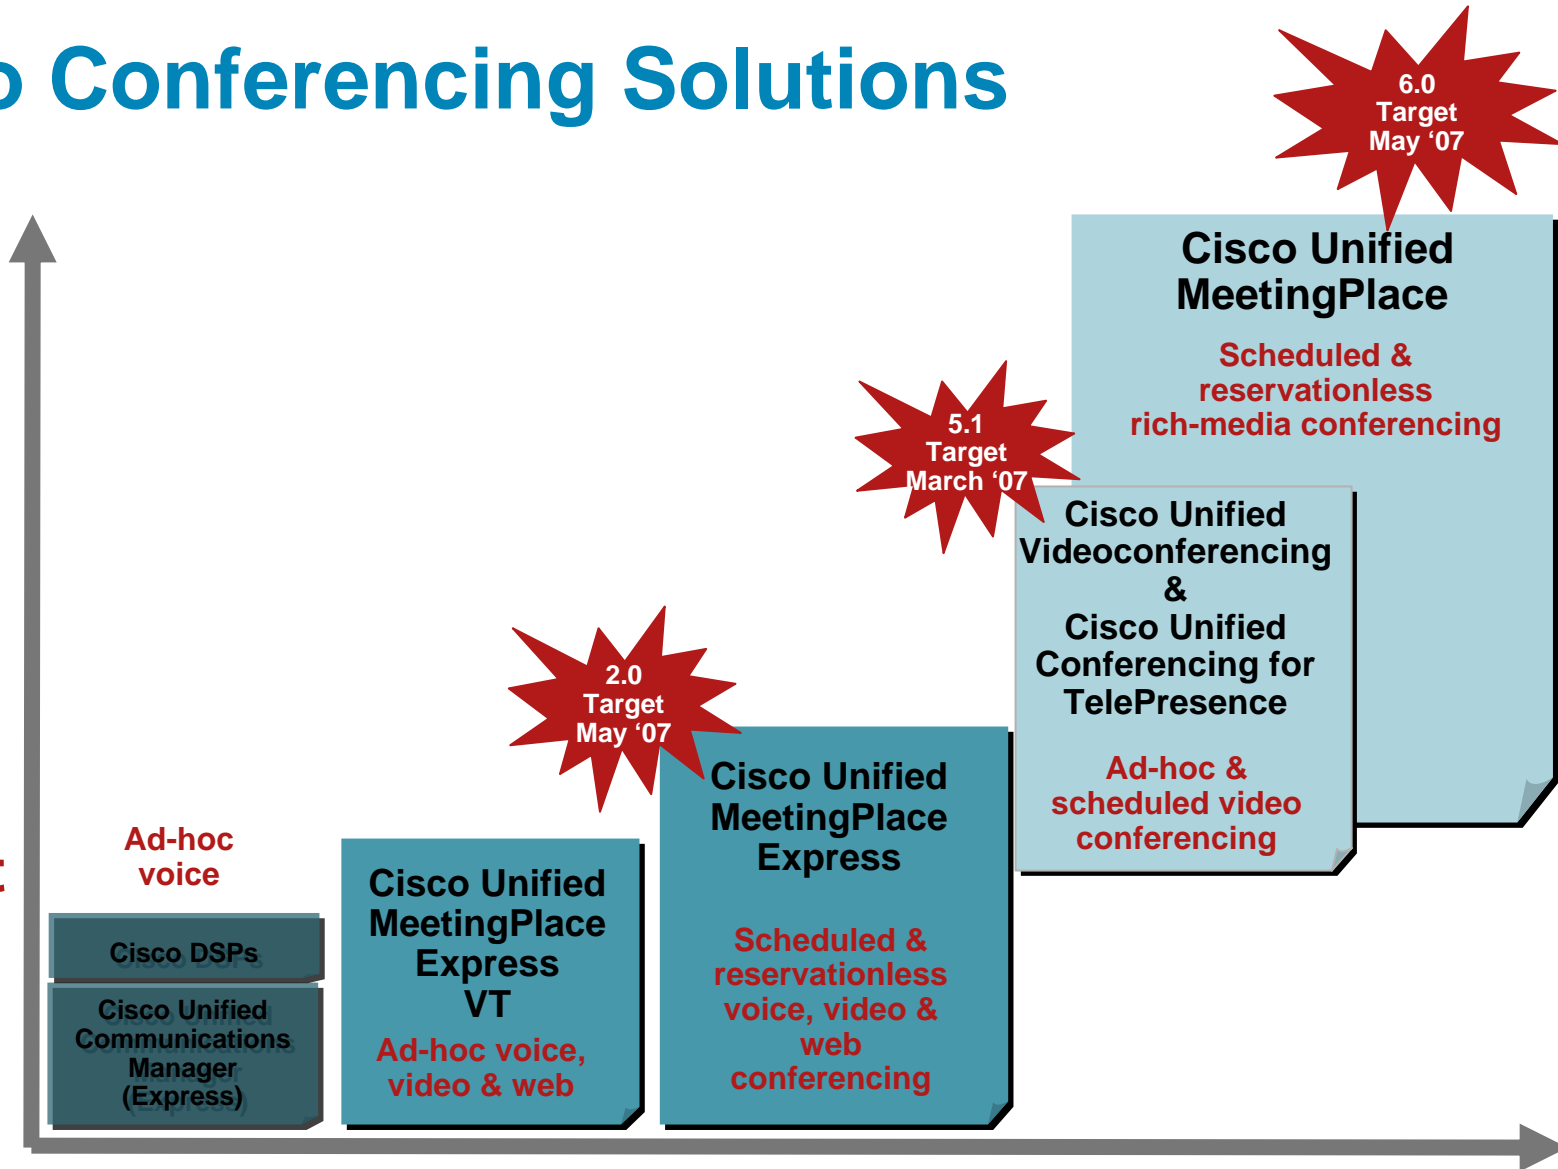 o Conferencing Solutions
6.0
Target
May ‘07
Cisco Unified
MeetingPlace
Scheduled &
reservationless
rich-media conferencing
5.1
Target
March ‘07
Cisco Unified
Videoconferencing
&
Cisco Unified
Conferencing for
TelePresence
Ad-hoc &
scheduled video
conferencing
2.0
Target
May ‘07
Cisco Unified
MeetingPlace
Express
Scheduled &
reservationless
voice, video &
web
conferencing
Cisco Unified
MeetingPlace
Express
VT
Ad-hoc voice,
video & web
Ad-hoc
voice
Cisco DSPs
Cisco Unified
Communications
Manager
(Express)